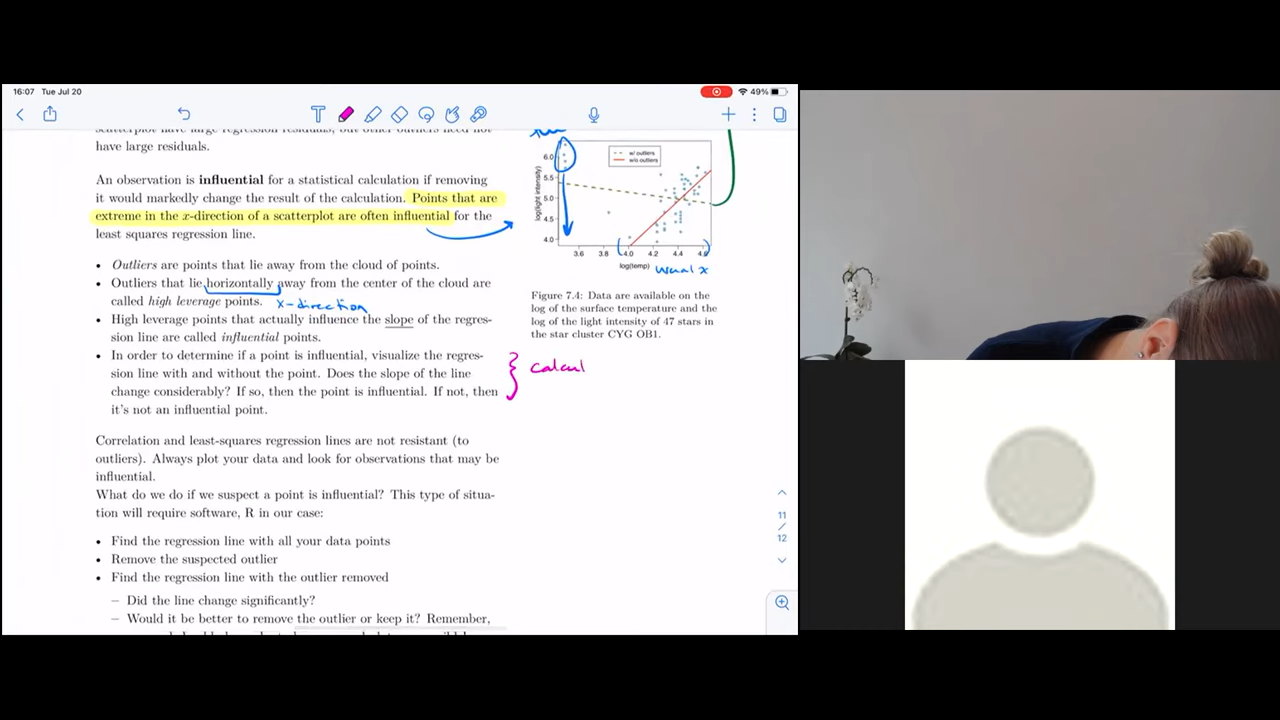 16:07 Tue Jul 20
49%
scatterplot have large regression residuals, but other outliers need not
have large residuals.
An observation is influential for a statistical calculation if removing
it would markedly change the result of the calculation. Points that are
extreme in the x-direction of a scatterplot are often influential for the
least squares regression line.
• Outliers are points that lie away from the cloud of points.
• Outliers that lie horizontally away from the center of the cloud are
called high leverage points. x-direction
• High leverage points that actually influence the slope of the regres-
sion line are called influential points.
• In order to determine if a point is influential, visualize the regres-
sion line with and without the point. Does the slope of the line
change considerably? If so, then the point is influential. If not, then
it's not an influential point.
Correlation and least-squares regression lines are not resistant (to
outliers). Always plot your data and look for observations that may be
influential.
What do we do if we suspect a point is influential? This type of situa-
tion will require software, R in our case:
• Find the regression line with all your data points
• Remove the suspected outlier
• Find the regression line with the outlier removed
– Did the line change significantly?
– Would it be better to remove the outlier or keep it? Remember,
w/ outliers
w/o outliers
log(light intensity)
6.0
5.5
5.0
4.5
4.0
3.6 3.8 4.0 4.2 4.4 4.6
log(temp) usual x
Figure 7.4: Data are available on the
log of the surface temperature and the
log of the light intensity of 47 stars in
the star cluster CYG OB1.
calcul
11
/
12